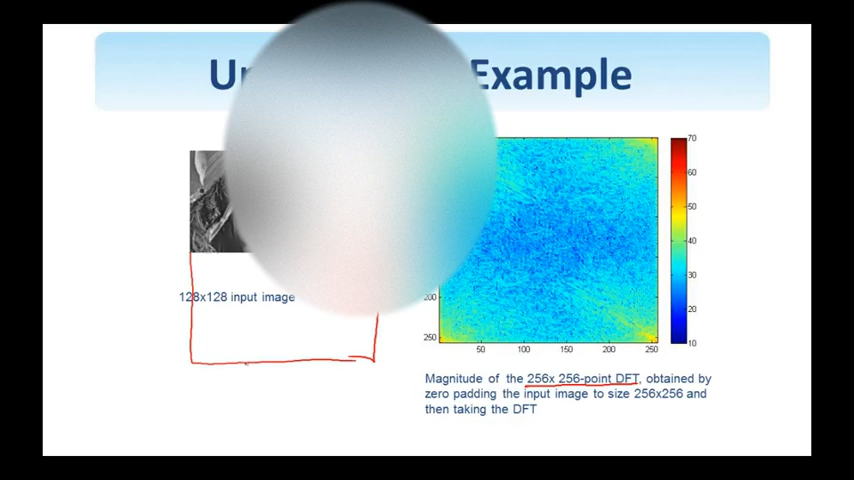 Example
70
60
50
40
30
20
10
200
250
50 100 150 200 250
128x128 input image
Magnitude of the 256x 256-point DFT, obtained by
zero padding the input image to size 256x256 and
then taking the DFT